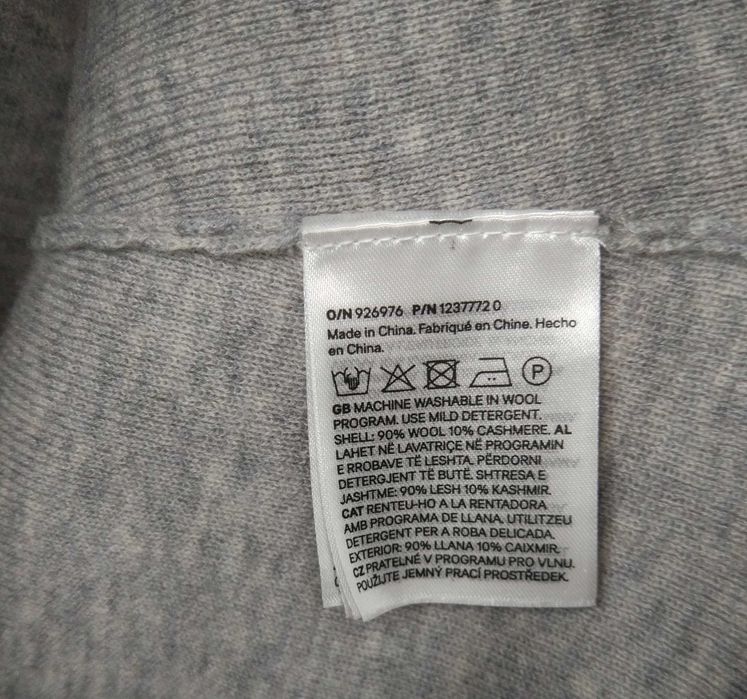 O/N 926976 P/N 1237772 0
Made in China. Fabriqué en Chine. Hecho
en China.
P
GB MACHINE WASHABLE IN WOOL
PROGRAM. USE MILD DETERGENT.
SHELL: 90% WOOL 10% CASHMERE. AL
LAHET NË LAVATRIÇE NË PROGRAMIN
E RROBAVE TË LESHTA. PËRDORNI
DETERGJENT TË BUTË. SHTRESA E
JASHTME: 90% LESH 10% KASHMIR.
CAT RENTEU-HO A LA RENTADORA
AMB PROGRAMA DE LLANA. UTILITZEU
DETERGENT PER A ROBA DELICADA.
EXTERIOR: 90% LLANA 10% CAIXMIR.
CZ PRATELNÉ V PROGRAMU PRO VLNU.
POUŽIJTE JEMNÝ PRACÍ PROSTŘEDEK.